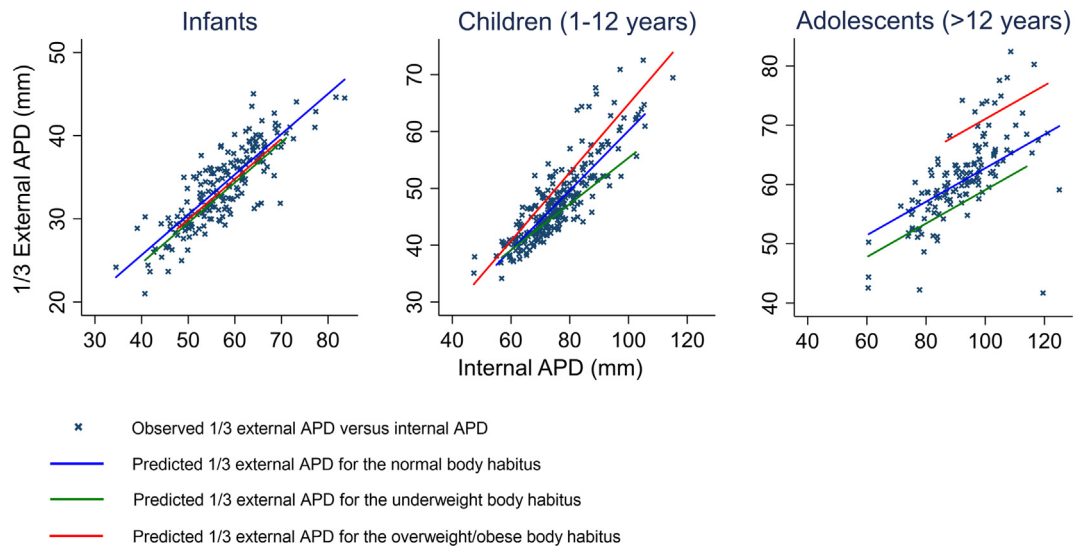 Infants
Children (1-12 years)
Adolescents (>12 years)
1/3 External APD (mm)
50
40
30
20
30 40 50 60 70 80
70
60
50
40
30
40 60 80 100 120
80
70
60
50
40
60 80 100 120
Internal APD (mm)
Observed 1/3 external APD versus internal APD
Predicted 1/3 external APD for the normal body habitus
Predicted 1/3 external APD for the underweight body habitus
Predicted 1/3 external APD for the overweight/obese body habitus